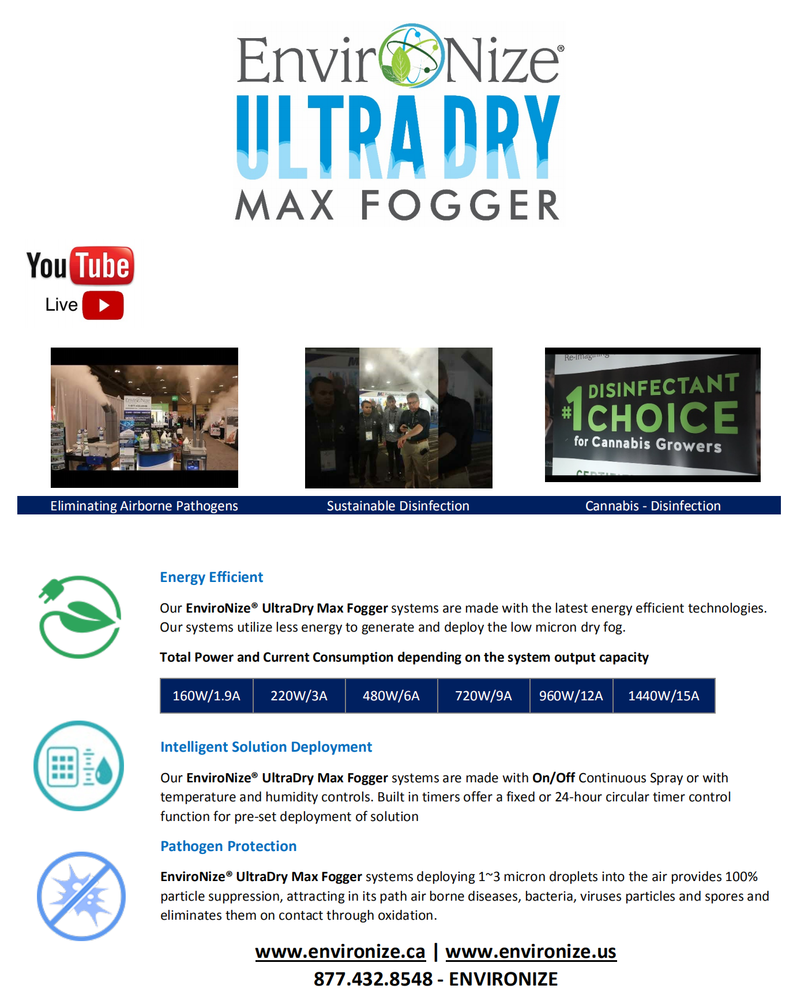 EnviroNize®
ULTRA DRY
MAX FOGGER
YouTube
Live
EnviroNize
1-877.432.8548
Re-Imagining
#1 DISINFECTANT
CHOICE
for Cannabis Growers
Eliminating Airborne Pathogens
Sustainable Disinfection
Cannabis - Disinfection
Energy Efficient
Our EnviroNize® UltraDry Max Fogger systems are made with the latest energy efficient technologies.
Our systems utilize less energy to generate and deploy the low micron dry fog.
Total Power and Current Consumption depending on the system output capacity
160W/1.9A 220W/3A 480W/6A 720W/9A 960W/12A 1440W/15A
Intelligent Solution Deployment
Our EnviroNize® UltraDry Max Fogger systems are made with On/Off Continuous Spray or with
temperature and humidity controls. Built in timers offer a fixed or 24-hour circular timer control
function for pre-set deployment of solution
Pathogen Protection
EnviroNize® UltraDry Max Fogger systems deploying 1~3 micron droplets into the air provides 100%
particle suppression, attracting in its path air borne diseases, bacteria, viruses particles and spores and
eliminates them on contact through oxidation.
www.environize.ca | www.environize.us
877.432.8548 - ENVIRONIZE